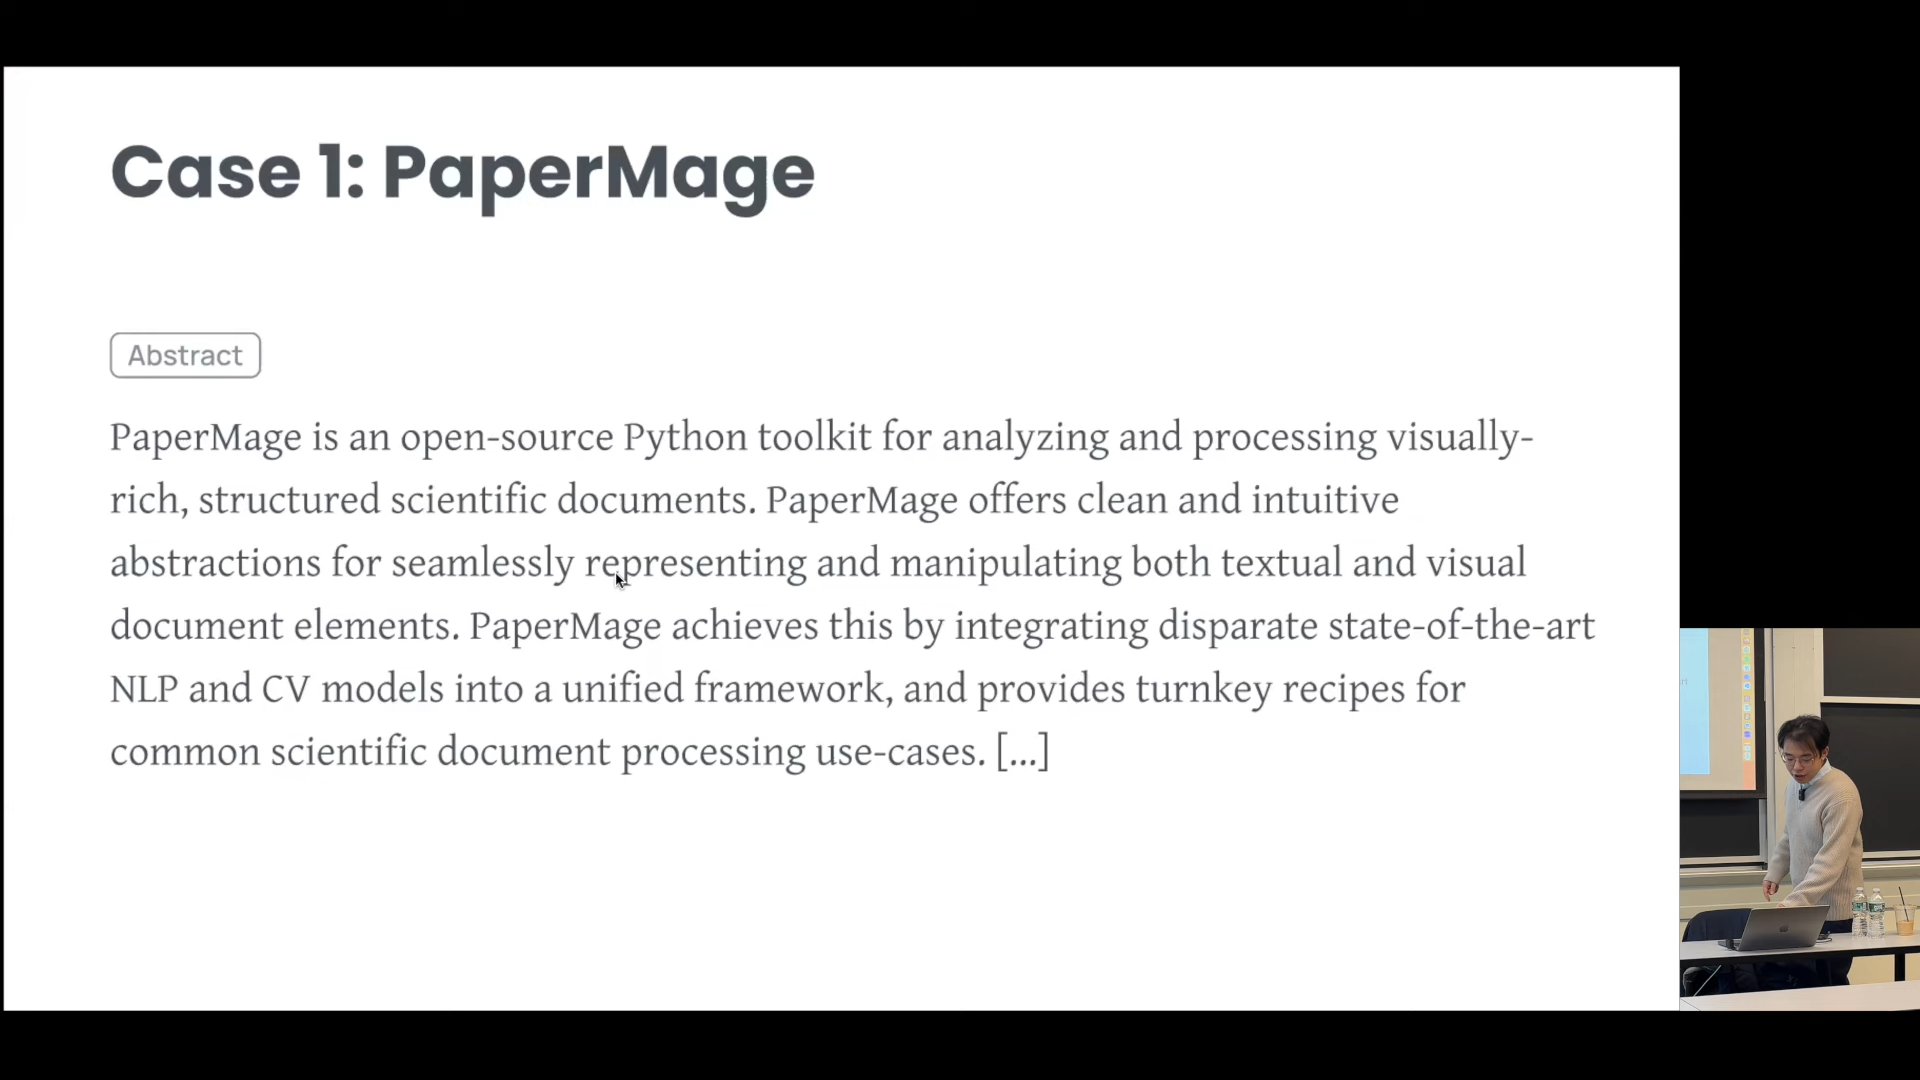 Case 1: PaperMage
Abstract
PaperMage is an open-source Python toolkit for analyzing and processing visually-
rich, structured scientific documents. PaperMage offers clean and intuitive
abstractions for seamlessly representing and manipulating both textual and visual
document elements. PaperMage achieves this by integrating disparate state-of-the-art
NLP and CV models into a unified framework, and provides turnkey recipes for
common scientific document processing use-cases. [...]